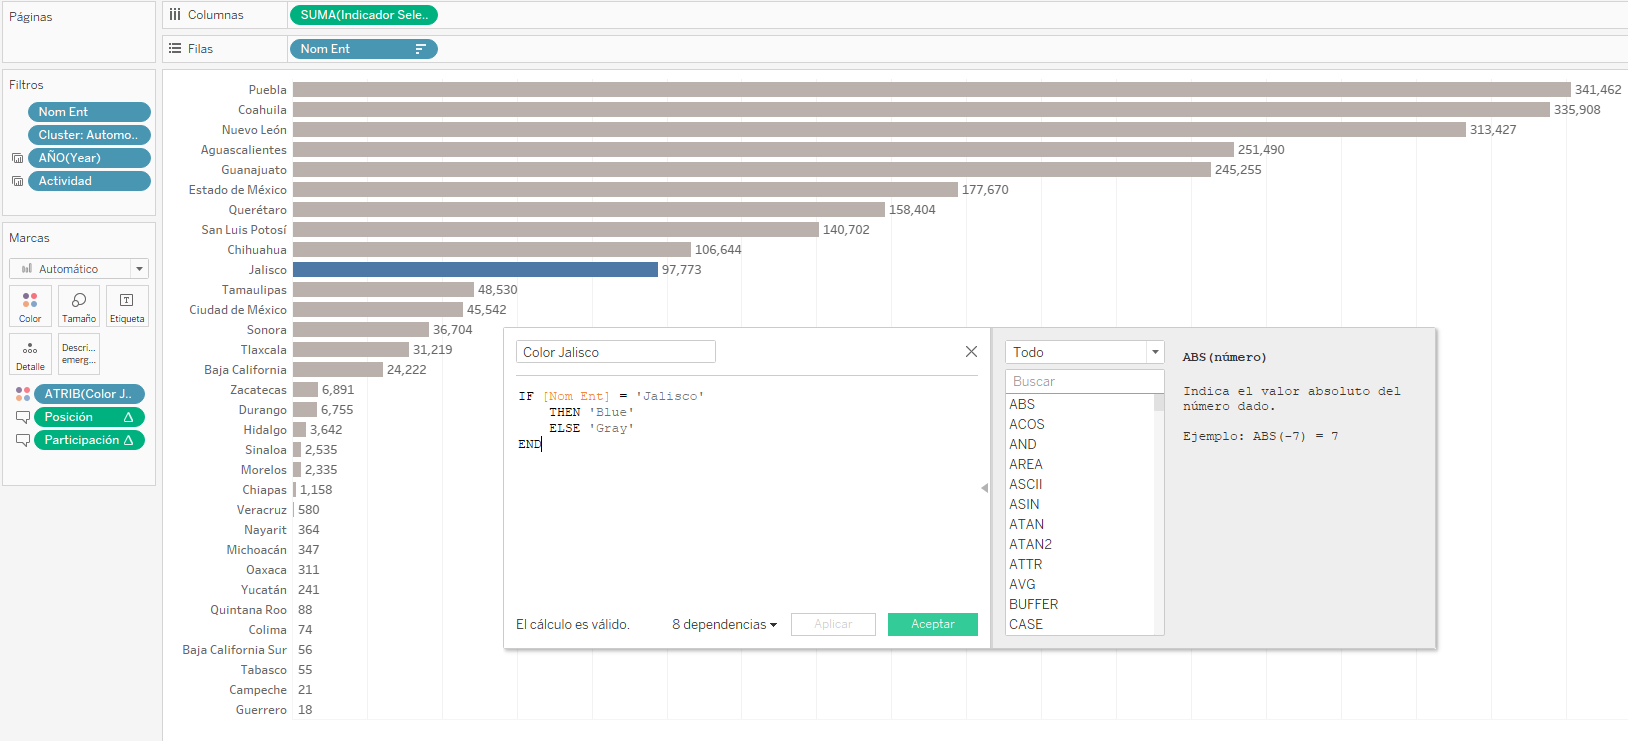 Páginas
Columnas
SUMA(Indicador Sele..
Filas
Nom Ent
Filtros
Nom Ent
Cluster: Automo..
AÑO(Year)
Actividad
Marcas
Automático
Color
Tamaño
Etiqueta
Detalle
Descri...
emerg...
ATRIB(Color J..
Posición
Participación
Puebla 341,462
Coahuila 335,908
Nuevo León 313,427
Aguascalientes 251,490
Guanajuato 245,255
Estado de México 177,670
Querétaro 158,404
San Luis Potosí 140,702
Chihuahua 106,644
Jalisco 97,773
Tamaulipas 48,530
Ciudad de México 45,542
Sonora 36,704
Tlaxcala 31,219
Baja California 24,222
Zacatecas 6,891
Durango 6,755
Hidalgo 3,642
Sinaloa 2,535
Morelos 2,335
Chiapas 1,158
Veracruz 580
Nayarit 364
Michoacán 347
Oaxaca 311
Yucatán 241
Quintana Roo 88
Colima 74
Baja California Sur 56
Tabasco 55
Campeche 21
Guerrero 18
Color Jalisco
IF [Nom Ent] = 'Jalisco'
THEN 'Blue'
ELSE 'Gray'
END
El cálculo es válido.
8 dependencias
Aplicar
Aceptar
Todo
Buscar
ABS
ACOS
AND
AREA
ASCII
ASIN
ATAN
ATAN2
ATTR
AVG
BUFFER
CASE
ABS(número)
Indica el valor absoluto del
número dado.
Ejemplo: ABS(-7) = 7